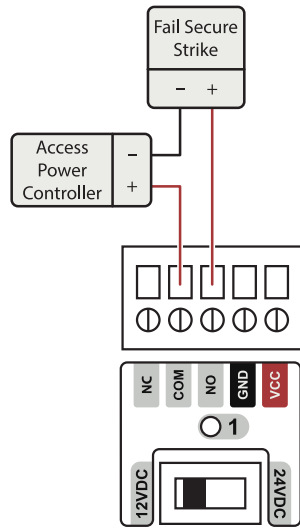 Fail Secure
Strike
− +
Access
Power
Controller
−
+
NC COM NO GND VCC
1
12VDC 24VDC